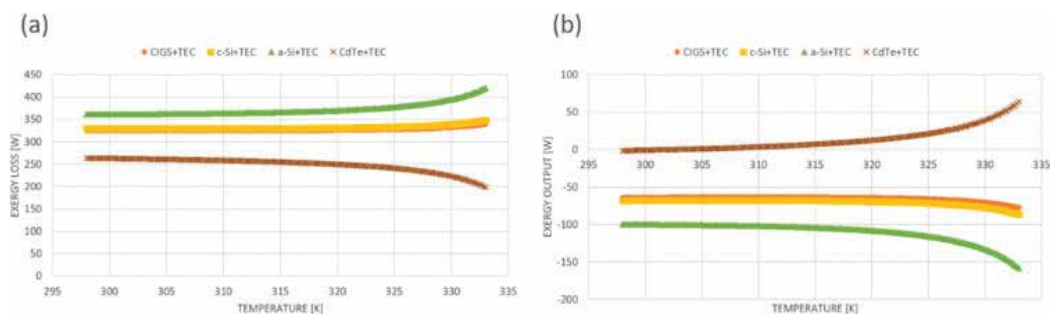 (a)
CIGS+TEC c-Si+TEC a-Si+TEC CdTe+TEC
450
400
350
300
250
200
150
100
50
0
EXERGY LOSS [W]
295 300 305 310 315 320 325 330 335
TEMPERATURE [K]
(b)
CIGS+TEC c-Si+TEC a-Si+TEC CdTe+TEC
100
50
0
295 300 305 310 315 320 325 330 335
-50
-100
-150
-200
EXERGY OUTPUT [W]
TEMPERATURE [K]